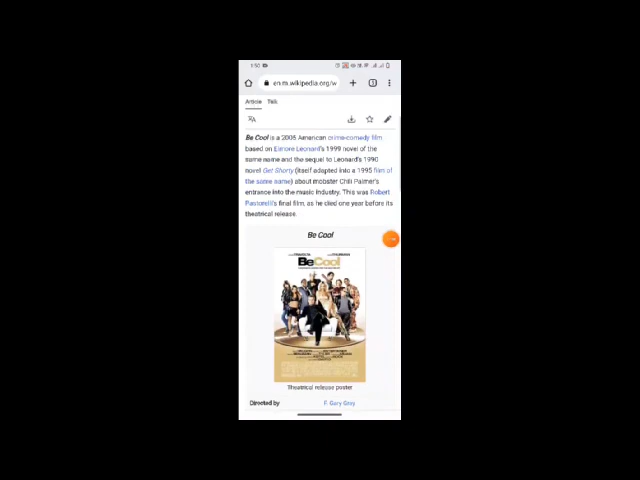 1:50
en.m.wikipedia.org/w
Article Talk
Be Cool is a 2005 American crime-comedy film
based on Elmore Leonard's 1999 novel of the
same name and the sequel to Leonard's 1990
novel Get Shorty (itself adapted into a 1995 film of
the same name) about mobster Chili Palmer's
entrance into the music industry. This was Robert
Pastorelli's final film, as he died one year before its
theatrical release.
Be Cool
BeCool
Theatrical release poster
Directed by F. Gary Gray